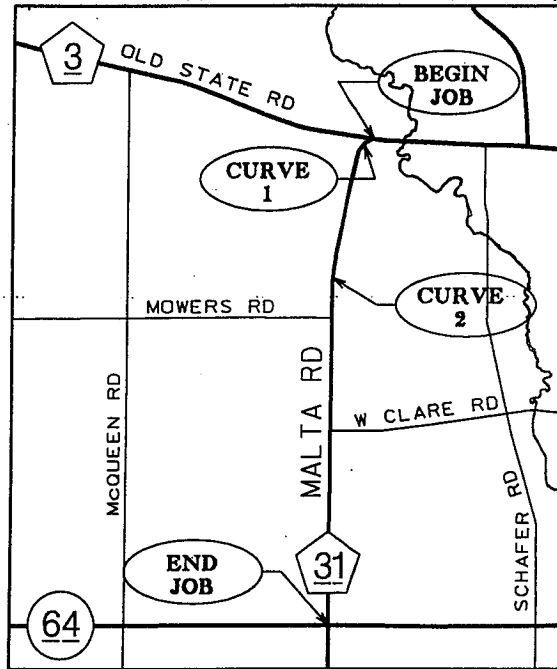 3
OLD STATE RD
BEGIN
JOB
CURVE
1
CURVE
2
MOWERS RD
McQUEEN RD
MALTA RD
W CLARE RD
SCHAFER RD
END
JOB
31
64